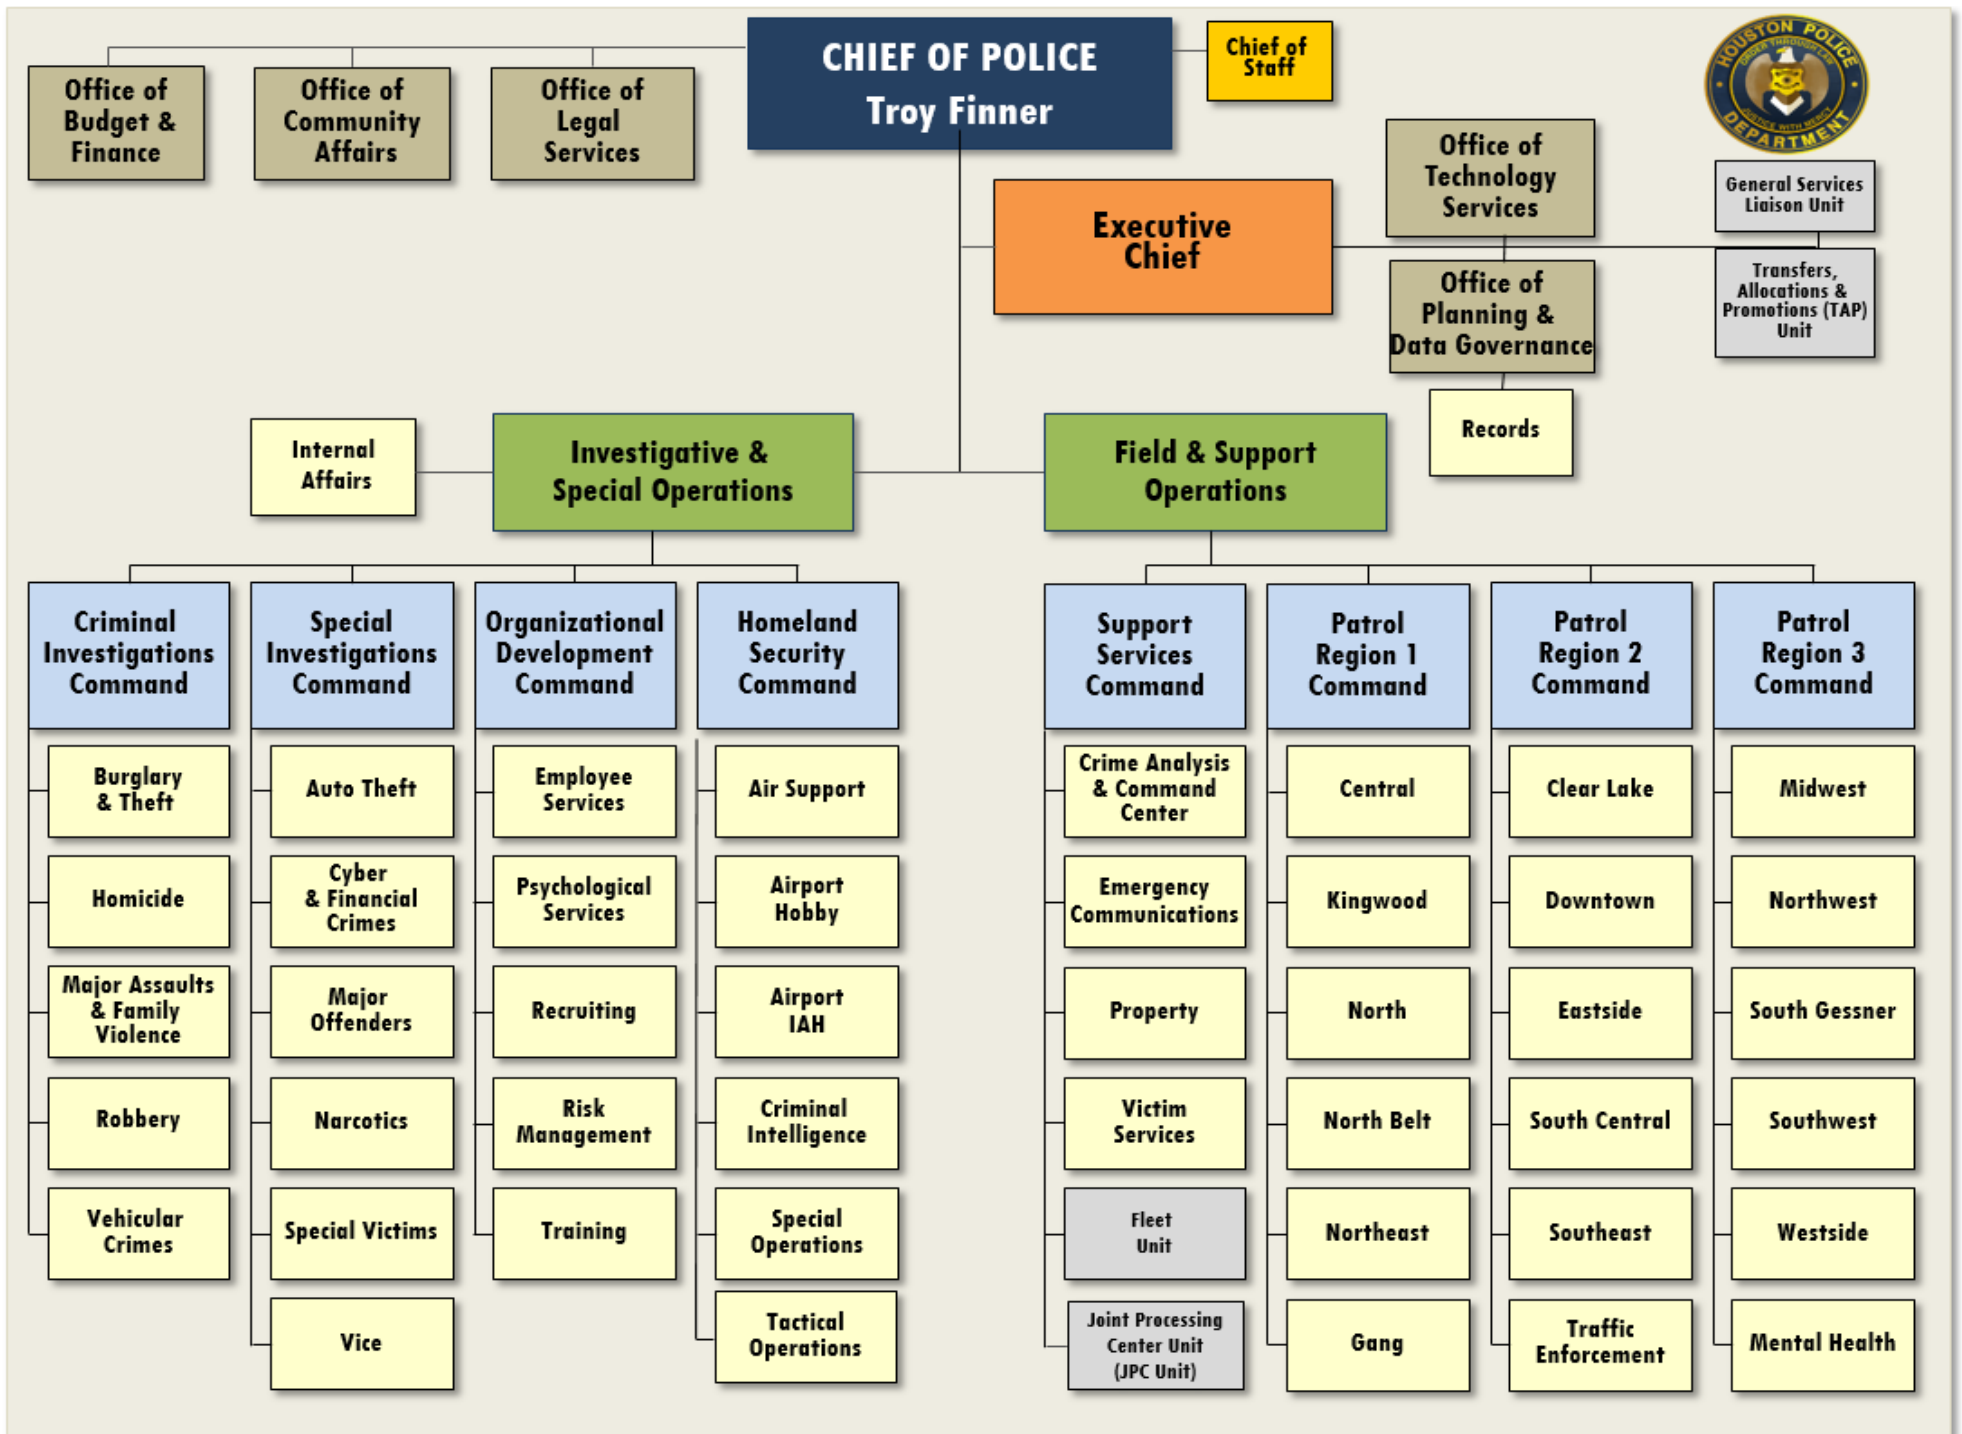 CHIEF OF POLICE
Troy Finner
Chief of
Staff
HOUSTON POLICE
ORDER THROUGH LAW
JUSTICE WITH MERCY
DEPARTMENT
Office of
Budget &
Finance
Office of
Community
Affairs
Office of
Legal
Services
Office of
Technology
Services
General Services
Liaison Unit
Executive
Chief
Office of
Planning &
Data Governance
Transfers,
Allocations &
Promotions (TAP)
Unit
Records
Internal
Affairs
Investigative &
Special Operations
Field & Support
Operations
Criminal
Investigations
Command
Special
Investigations
Command
Organizational
Development
Command
Homeland
Security
Command
Support
Services
Command
Patrol
Region 1
Command
Patrol
Region 2
Command
Patrol
Region 3
Command
Burglary
& Theft
Auto Theft
Employee
Services
Air Support
Crime Analysis
& Command
Center
Central
Clear Lake
Midwest
Homicide
Cyber
& Financial
Crimes
Psychological
Services
Airport
Hobby
Emergency
Communications
Kingwood
Downtown
Northwest
Major Assaults
& Family
Violence
Major
Offenders
Recruiting
Airport
IAH
Property
North
Eastside
South Gessner
Robbery
Narcotics
Risk
Management
Criminal
Intelligence
Victim
Services
North Belt
South Central
Southwest
Vehicular
Crimes
Special Victims
Training
Special
Operations
Fleet
Unit
Northeast
Southeast
Westside
Vice
Tactical
Operations
Joint Processing
Center Unit
(JPC Unit)
Gang
Traffic
Enforcement
Mental Health